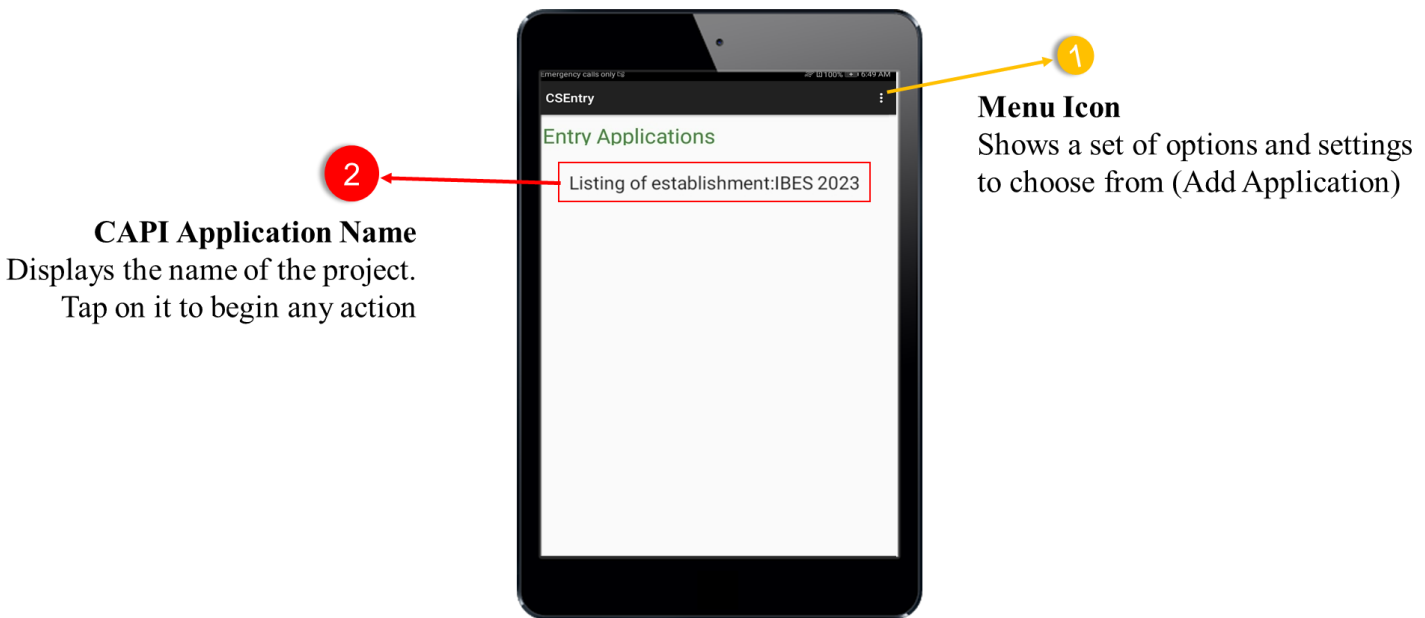 Emergency calls only
100% 6:49 AM
CSEntry
Entry Applications
Listing of establishment:IBES 2023
1
Menu Icon
Shows a set of options and settings
to choose from (Add Application)
2
CAPI Application Name
Displays the name of the project.
Tap on it to begin any action